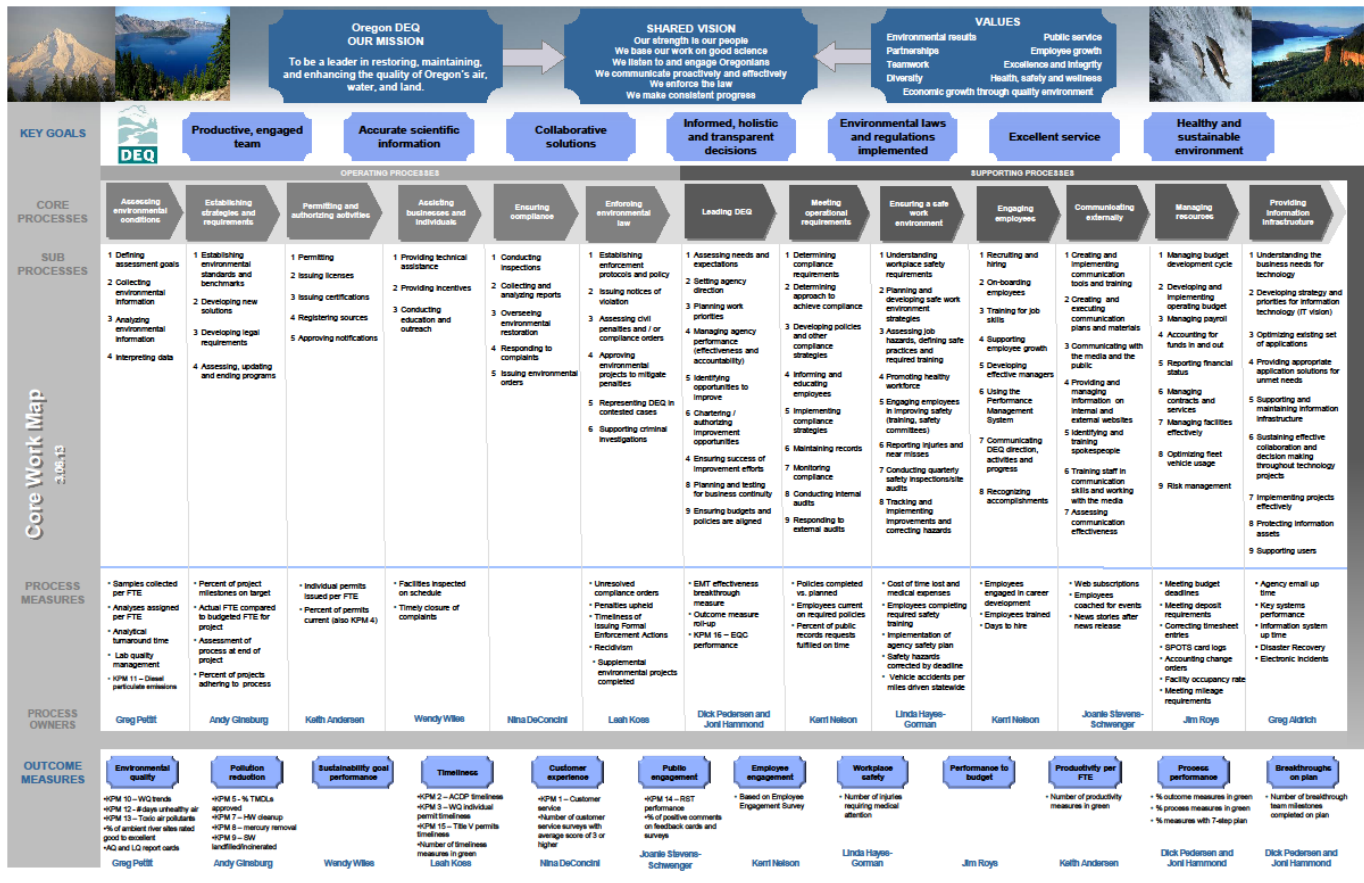 Oregon DEQ
OUR MISSION
To be a leader in restoring, maintaining,
and enhancing the quality of Oregon's air,
water, and land.
SHARED VISION
Our strength is our people
We base our work on good science
We listen to and engage Oregonians
We communicate proactively and effectively
We enforce the law
We make consistent progress
VALUES
Environmental results Public service
Partnerships Employee growth
Teamwork Excellence and integrity
Diversity Health, safety and wellness
Economic growth through quality environment
KEY GOALS
DEQ
Productive, engaged
team
Accurate scientific
information
Collaborative
solutions
Informed, holistic
and transparent
decisions
Environmental laws
and regulations
implemented
Excellent service
Healthy and
sustainable
environment
OPERATING PROCESSES
SUPPORTING PROCESSES
CORE
PROCESSES
Assessing
environmental
conditions
Establishing
strategies and
requirements
Permitting and
authorizing activities
Assisting
businesses and
individuals
Ensuring
compliance
Enforcing
environmental
law
Leading DEQ
Meeting
operational
requirements
Ensuring a safe
work
environment
Engaging
employees
Communicating
externally
Managing
resources
Providing
information
infrastructure
Core Work Map
3.06.13
SUB
PROCESSES
1 Defining
assessment goals
2 Collecting
environmental
information
3 Analyzing
environmental
information
4 Interpreting data
1 Establishing
environmental
standards and
benchmarks
2 Developing new
solutions
3 Developing legal
requirements
4 Assessing, updating
and ending programs
1 Permitting
2 Issuing licenses
3 Issuing certifications
4 Registering sources
5 Approving notifications
1 Providing technical
assistance
2 Providing incentives
3 Conducting
education and
outreach
1 Conducting
inspections
2 Collecting and
analyzing reports
3 Overseeing
environmental
restoration
4 Responding to
complaints
5 Issuing environmental
orders
1 Establishing
enforcement
protocols and policy
2 Issuing notices of
violation
3 Assessing civil
penalties and / or
compliance orders
4 Approving
environmental
projects to mitigate
penalties
5 Representing DEQ in
contested cases
6 Supporting criminal
investigations
1 Assessing needs and
expectations
2 Setting agency
direction
3 Planning work
priorities
4 Managing agency
performance
(effectiveness and
accountability)
5 Identifying
opportunities to
improve
6 Chartering /
authorizing
improvement
opportunities
4 Ensuring success of
improvement efforts
8 Planning and testing
for business continuity
9 Ensuring budgets and
policies are aligned
1 Determining
compliance
requirements
2 Determining
approach to
achieve compliance
3 Developing policies
and other
compliance
strategies
4 Informing and
educating
employees
5 Implementing
compliance
strategies
6 Maintaining records
7 Monitoring
compliance
8 Conducting internal
audits
9 Responding to
external audits
1 Understanding
workplace safety
requirements
2 Planning and
developing safe work
environment
strategies
3 Assessing job
hazards, defining safe
practices and
required training
4 Promoting healthy
workforce
5 Engaging employees
in improving safety
(training, safety
committees)
6 Reporting injuries and
near misses
7 Conducting quarterly
safety inspections/site
audits
8 Tracking and
implementing
improvements and
correcting hazards
1 Recruiting and
hiring
2 On-boarding
employees
3 Training for job
skills
4 Supporting
employee growth
5 Developing
effective managers
6 Using the
Performance
Management
System
7 Communicating
DEQ direction,
activities and
progress
8 Recognizing
accomplishments
1 Creating and
implementing
communication
tools and training
2 Creating and
executing
communication
plans and materials
3 Communicating with
the media and the
public
4 Providing and
managing
information on
internal and
external websites
5 Identifying and
training
spokespeople
6 Training staff in
communication
skills and working
with the media
7 Assessing
communication
effectiveness
1 Managing budget
development cycle
2 Developing and
implementing
operating budget
3 Managing payroll
4 Accounting for
funds in and out
5 Reporting financial
status
6 Managing
contracts and
services
7 Managing facilities
effectively
8 Optimizing fleet
vehicle usage
9 Risk management
1 Understanding the
business needs for
technology
2 Developing strategy and
priorities for information
technology (IT vision)
3 Optimizing existing set
of applications
4 Providing appropriate
application solutions for
unmet needs
5 Supporting and
maintaining information
infrastructure
6 Sustaining effective
collaboration and
decision making
throughout technology
projects
7 Implementing projects
effectively
8 Protecting information
assets
9 Supporting users
PROCESS
MEASURES
• Samples collected
per FTE
• Analyses assigned
per FTE
• Analytical
turnaround time
• Lab quality
management
• KPM 11 – Diesel
particulate emissions
• Percent of project
milestones on target
• Actual FTE compared
to budgeted FTE for
project
• Assessment of
process at end of
project
• Percent of projects
adhering to process
• Individual permits
issued per FTE
• Percent of permits
current (also KPM 4)
• Facilities inspected
on schedule
• Timely closure of
complaints
• Unresolved
compliance orders
• Penalties upheld
• Timeliness of
Issuing Formal
Enforcement Actions
• Recidivism
• Supplemental
environmental projects
completed
• EMT effectiveness
breakthrough
measure
• Outcome measure
roll-up
• KPM 16 – EQC
performance
• Policies completed
vs. planned
• Employees current
on required policies
• Percent of public
records requests
fulfilled on time
• Cost of time lost and
medical expenses
• Employees completing
required safety
training
• Implementation of
agency safety plan
• Safety hazards
corrected by deadline
• Vehicle accidents per
miles driven statewide
• Employees
engaged in career
development
• Employees trained
• Days to hire
• Web subscriptions
• Employees
coached for events
• News stories after
news release
• Meeting budget
deadlines
• Meeting deposit
requirements
• Correcting timesheet
entries
• SPOTS card logs
• Accounting change
orders
• Facility occupancy rate
• Meeting mileage
requirements
• Agency email up
time
• Key systems
performance
• Information system
up time
• Disaster Recovery
• Electronic incidents
PROCESS
OWNERS
Greg Pettit
Andy Ginsburg
Keith Andersen
Wendy Wiles
Nina DeConcini
Leah Koss
Dick Pedersen and
Joni Hammond
Kerri Nelson
Linda Hayes-
Gorman
Kerri Nelson
Joanie Stevens-
Schwenger
Jim Roys
Greg Aldrich
OUTCOME
MEASURES
Environmental
quality
•KPM 10 – WQ trends
•KPM 12 - # days unhealthy air
•KPM 13 – Toxic air pollutants
•% of ambient river sites rated
good to excellent
•AQ and LQ report cards
Greg Pettit
Pollution
reduction
•KPM 5 - % TMDLs
approved
•KPM 7 – HW cleanup
•KPM 8 – mercury removal
•KPM 9 – SW
landfilled/incinerated
Andy Ginsburg
Sustainability goal
performance
Wendy Wiles
Timeliness
•KPM 2 – ACDP timeliness
•KPM 3 – WQ individual
permit timeliness
•KPM 15 – Title V permits
timeliness
•Number of timeliness
measures in green
Leah Koss
Customer
experience
•KPM 1 – Customer
service
•Number of customer
service surveys with
average score of 3 or
higher
Nina DeConcini
Public
engagement
•KPM 14 – RST
performance
•% of positive comments
on feedback cards and
surveys
Joanie Stevens-
Schwenger
Employee
engagement
• Based on Employee
Engagement Survey
Kerri Nelson
Workplace
safety
• Number of injuries
requiring medical
attention
Linda Hayes-
Gorman
Performance to
budget
Jim Roys
Productivity per
FTE
• Number of productivity
measures in green
Keith Andersen
Process
performance
• % outcome measures in green
• % process measures in green
• % measures with 7-step plan
Dick Pedersen and
Joni Hammond
Breakthroughs
on plan
• Number of breakthrough
team milestones
completed on plan
Dick Pedersen and
Joni Hammond